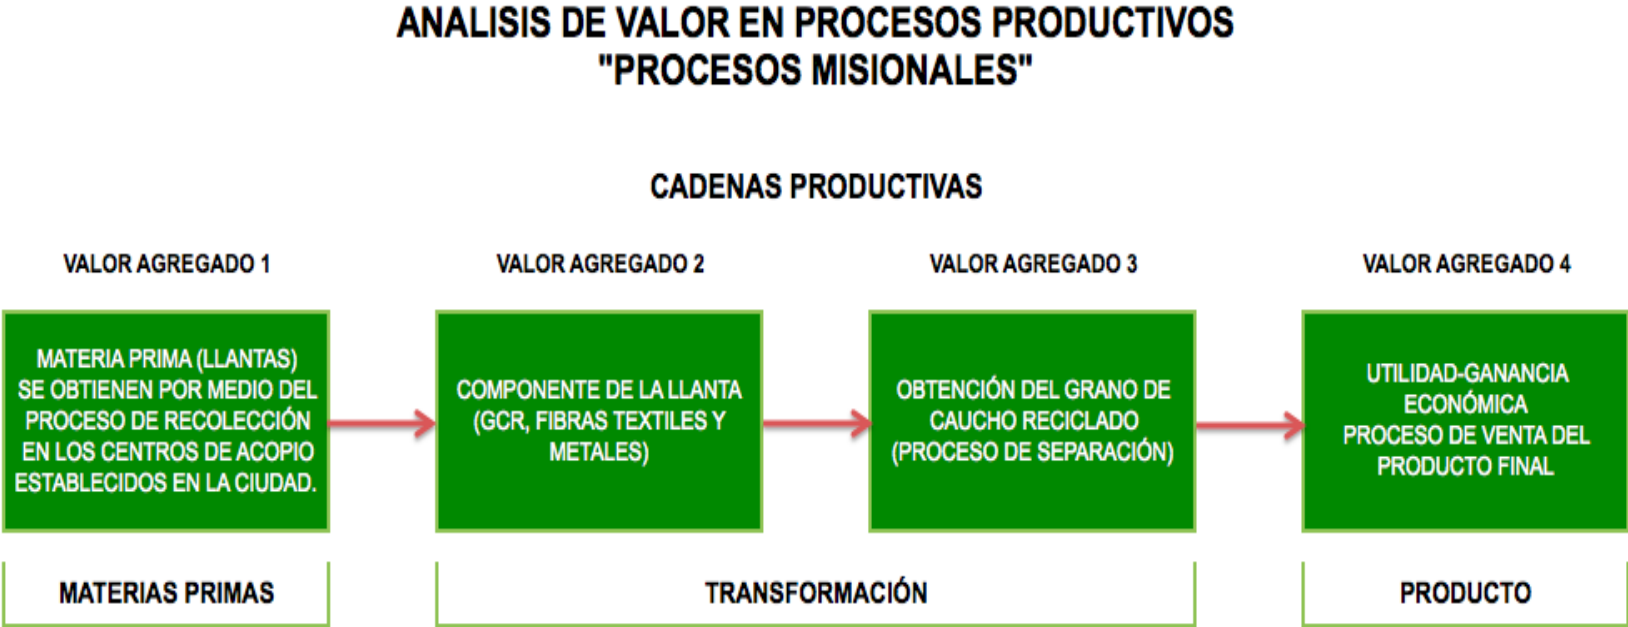 ANALISIS DE VALOR EN PROCESOS PRODUCTIVOS
"PROCESOS MISIONALES"
CADENAS PRODUCTIVAS
VALOR AGREGADO 1
MATERIA PRIMA (LLANTAS)
SE OBTIENEN POR MEDIO DEL
PROCESO DE RECOLECCIÓN
EN LOS CENTROS DE ACOPIO
ESTABLECIDOS EN LA CIUDAD.
VALOR AGREGADO 2
COMPONENTE DE LA LLANTA
(GCR, FIBRAS TEXTILES Y
METALES)
VALOR AGREGADO 3
OBTENCIÓN DEL GRANO DE
CAUCHO RECICLADO
(PROCESO DE SEPARACIÓN)
VALOR AGREGADO 4
UTILIDAD-GANANCIA
ECONÓMICA
PROCESO DE VENTA DEL
PRODUCTO FINAL
MATERIAS PRIMAS
TRANSFORMACIÓN
PRODUCTO